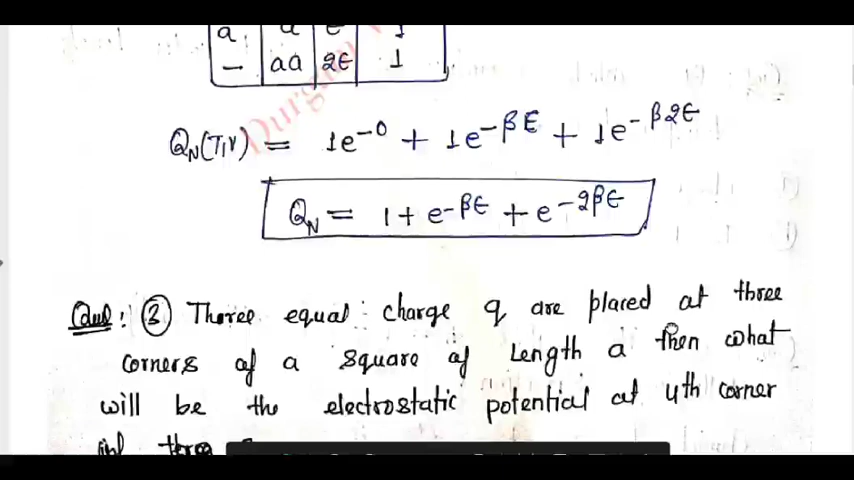 a | a | ϵ | 1
— | aa | 2ϵ | 1
Q_N(T,V) = 1e^{-0} + 1e^{-βϵ} + 1e^{-β2ϵ}
Q_N = 1 + e^{-βϵ} + e^{-2βϵ}
Que: (3) Three equal charge q are placed at three
corners of a square of Length a then what
will be the electrostatic potential at 4th corner
three